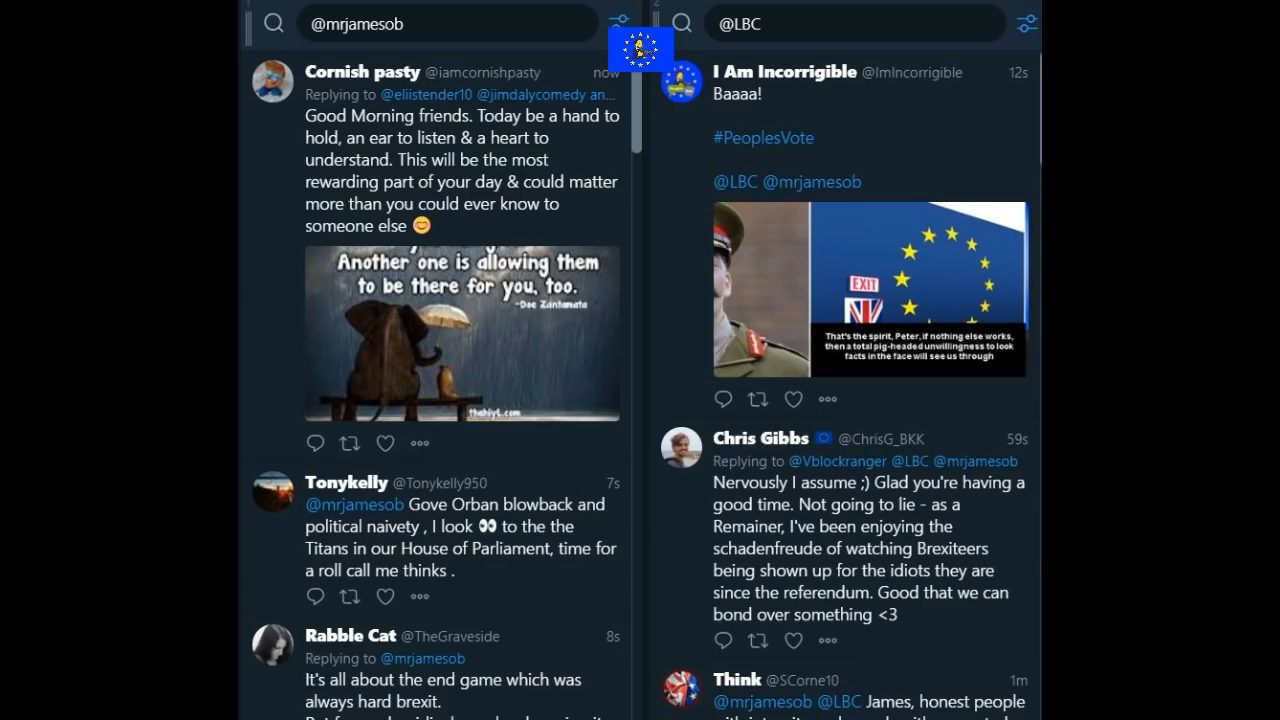 @mrjamesob
Cornish pasty @iamcornishpasty now
Replying to @eliistender10 @jimdalycomedy an...
Good Morning friends. Today be a hand to
hold, an ear to listen & a heart to
understand. This will be the most
rewarding part of your day & could matter
more than you could ever know to
someone else 😊
Another one is allowing them
to be there for you, too.
-Doe Zantamata
thehiyL.com
Tonykelly @Tonykelly950 7s
@mrjamesob Gove Orban blowback and
political naivety , I look 👀 to the the
Titans in our House of Parliament, time for
a roll call me thinks .
Rabble Cat @TheGraveside 8s
Replying to @mrjamesob
It's all about the end game which was
always hard brexit.
@LBC
I Am Incorrigible @ImIncorrigible 12s
Baaaa!
#PeoplesVote
@LBC @mrjamesob
EXIT
That's the spirit, Peter, if nothing else works,
then a total pig-headed unwillingness to look
facts in the face will see us through
Chris Gibbs 🇪🇺 @ChrisG_BKK 59s
Replying to @Vblockranger @LBC @mrjamesob
Nervously I assume ;) Glad you're having a
good time. Not going to lie - as a
Remainer, I've been enjoying the
schadenfreude of watching Brexiteers
being shown up for the idiots they are
since the referendum. Good that we can
bond over something <3
Think @SCorne10 1m
@mrjamesob @LBC James, honest people